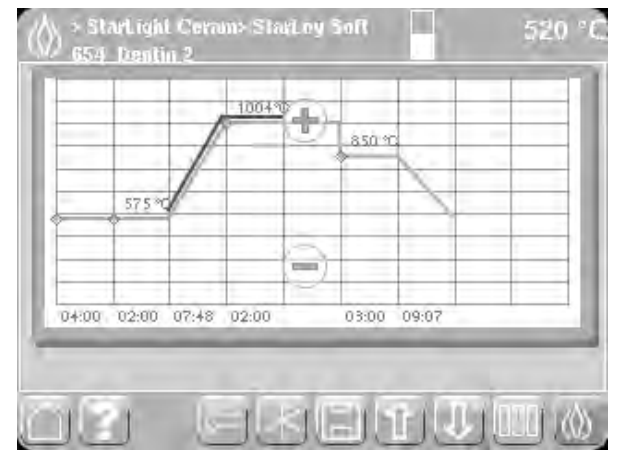 > StarLight Ceram> StarLoy Soft
520 °C
654 Dentin 2
1004 °C
850 °C
575 °C
04:00 02:00 07:48 02:00 03:00 09:07